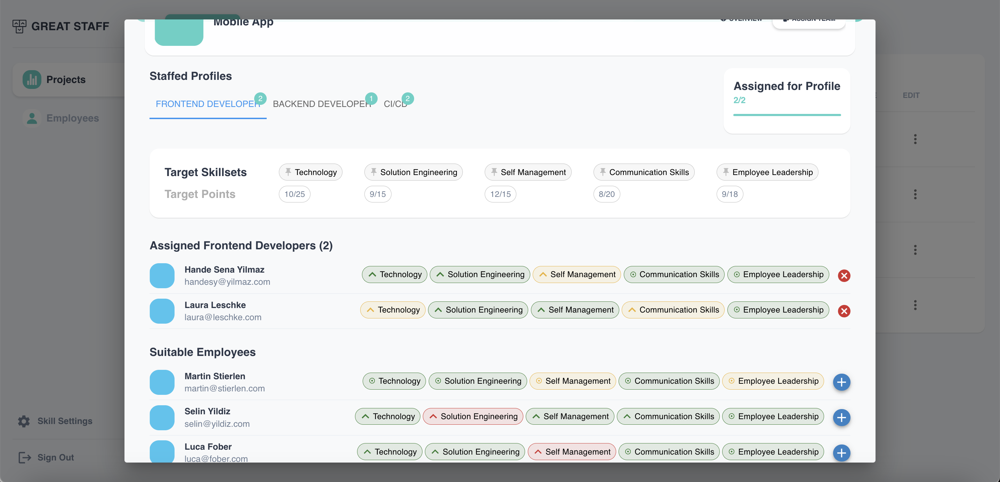 GREAT STAFF
Projects
Employees
Skill Settings
Sign Out
EDIT
Mobile App
OVERVIEW
ASSIGN TEAM
Staffed Profiles
FRONTEND DEVELOPER 2
BACKEND DEVELOPER 1
CI/CD 2
Assigned for Profile
2/2
Target Skillsets Technology Solution Engineering Self Management Communication Skills Employee Leadership
Target Points 10/25 9/15 12/15 8/20 9/18
Assigned Frontend Developers (2)
Hande Sena Yilmaz
handesy@yilmaz.com
Technology Solution Engineering Self Management Communication Skills Employee Leadership
Laura Leschke
laura@leschke.com
Technology Solution Engineering Self Management Communication Skills Employee Leadership
Suitable Employees
Martin Stierlen
martin@stierlen.com
Technology Solution Engineering Self Management Communication Skills Employee Leadership
Selin Yildiz
selin@yildiz.com
Technology Solution Engineering Self Management Communication Skills Employee Leadership
Luca Fober
luca@fober.com
Technology Solution Engineering Self Management Communication Skills Employee Leadership